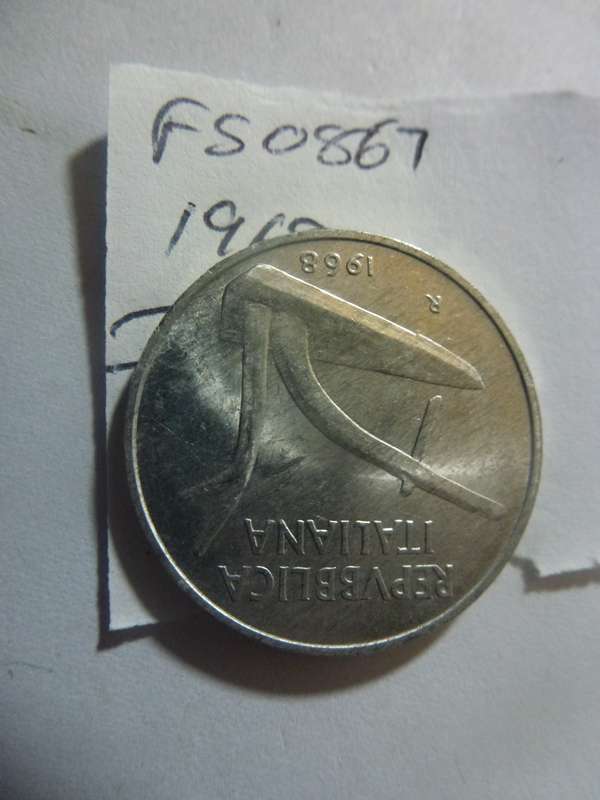 FS0867
REPVBBLICA
ITALIANA
R
1968